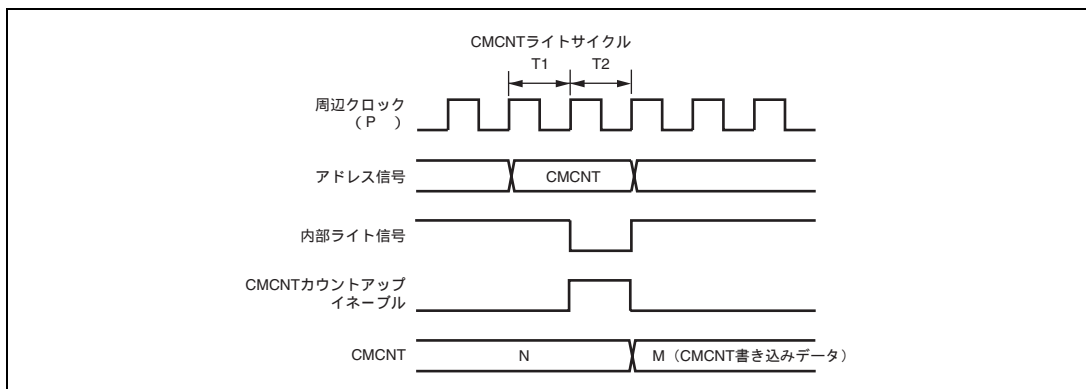 CMCNTライトサイクル
T1 T2
周辺クロック
（P ）
アドレス信号
CMCNT
内部ライト信号
CMCNTカウントアップ
イネーブル
CMCNT
N
M（CMCNT書き込みデータ）